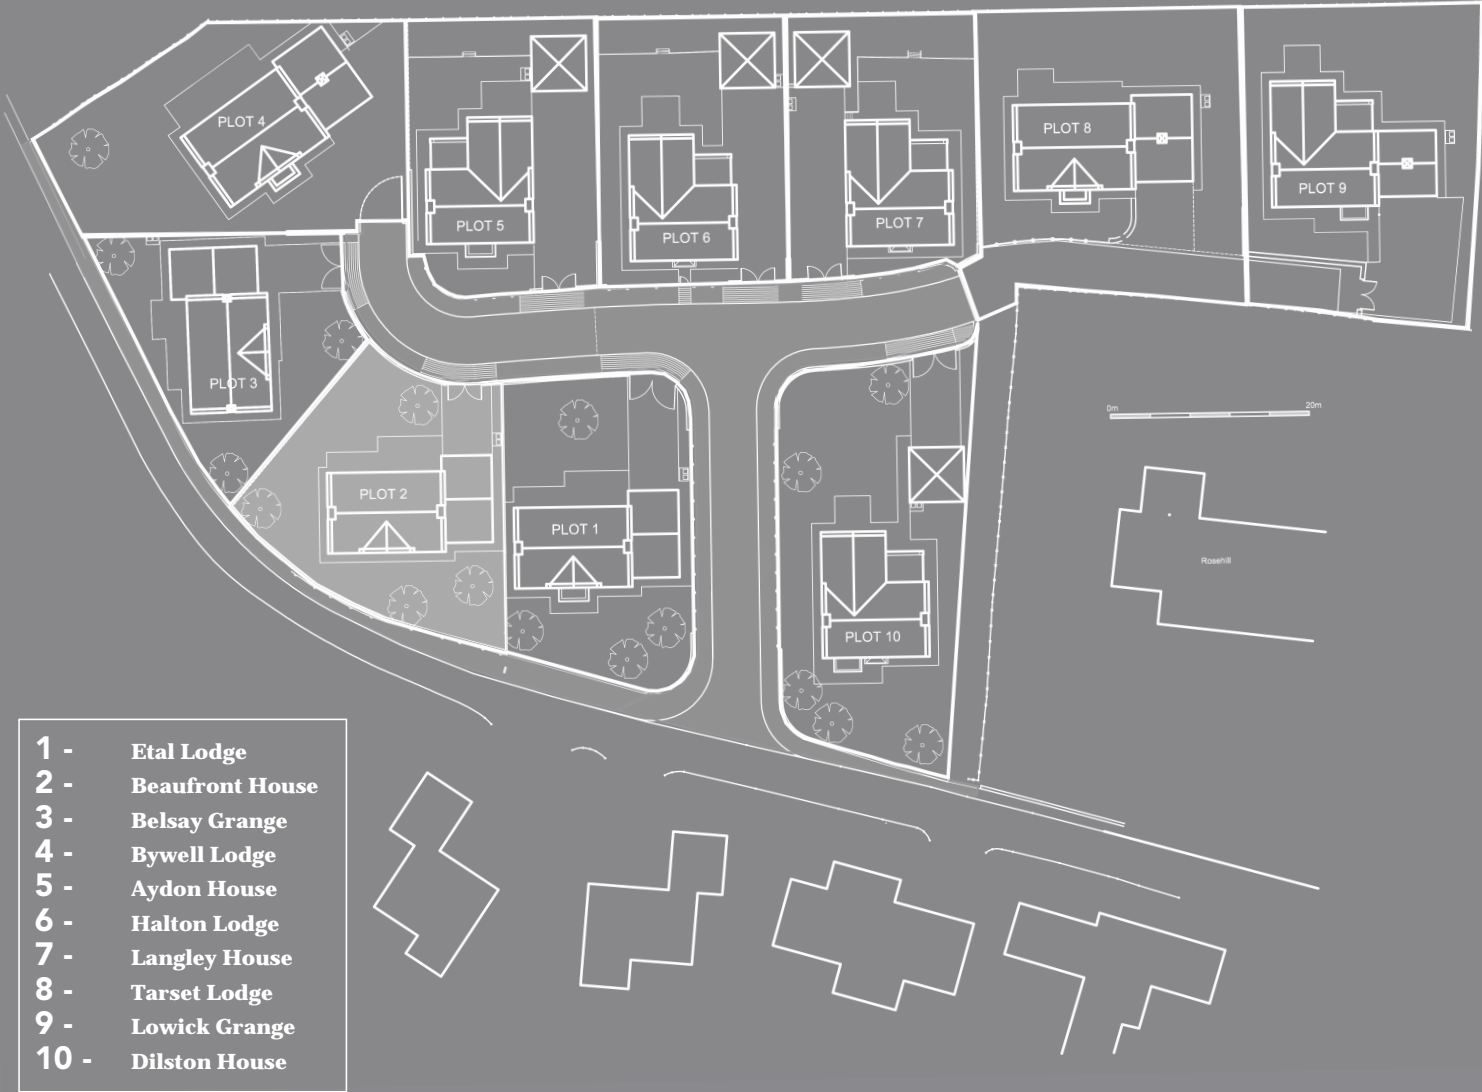 PLOT 4
PLOT 5
PLOT 6
PLOT 7
PLOT 8
PLOT 9
PLOT 3
PLOT 2
PLOT 1
PLOT 10
0m 20m
Rosehill
1 - Etal Lodge
2 - Beaufront House
3 - Belsay Grange
4 - Bywell Lodge
5 - Aydon House
6 - Halton Lodge
7 - Langley House
8 - Tarset Lodge
9 - Lowick Grange
10 - Dilston House